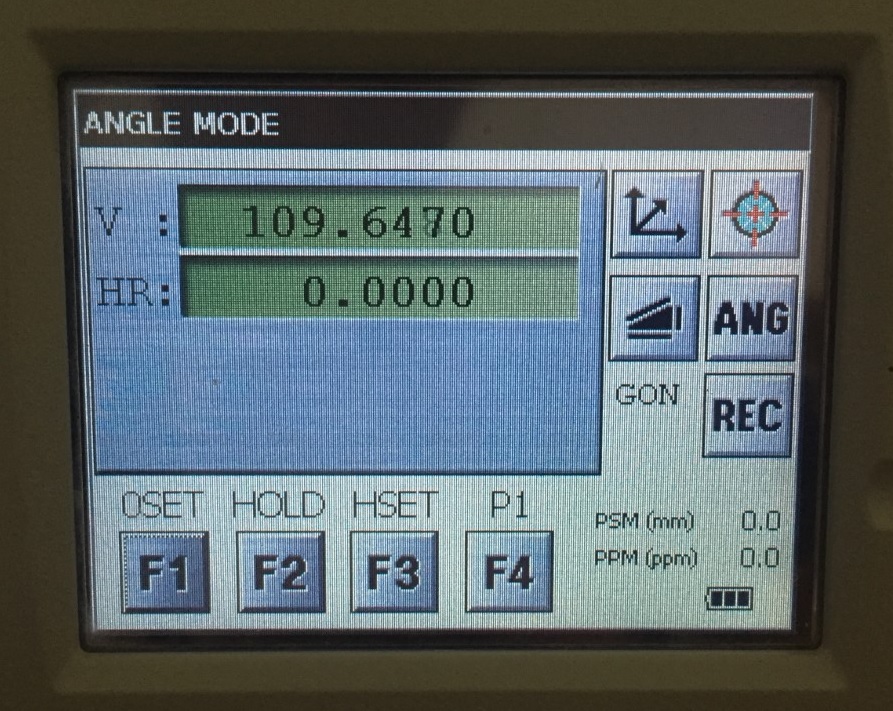 ANGLE MODE
V : 109.6470
HR: 0.0000
ANG
GON
REC
0SET HOLD HSET P1
F1 F2 F3 F4
PSM (mm) 0.0
PPM (ppm) 0.0